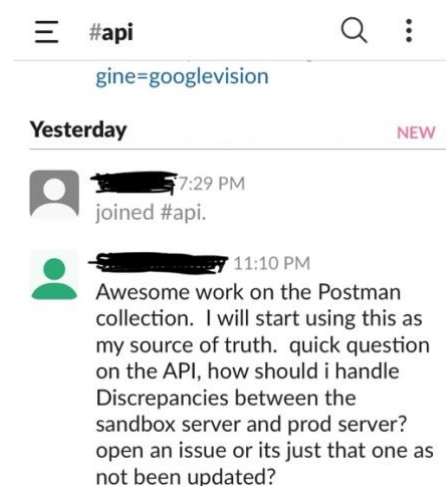 #api
gine=googlevision
Yesterday
NEW
7:29 PM
joined #api.
11:10 PM
Awesome work on the Postman
collection.  I will start using this as
my source of truth.  quick question
on the API, how should i handle
Discrepancies between the
sandbox server and prod server?
open an issue or its just that one as
not been updated?